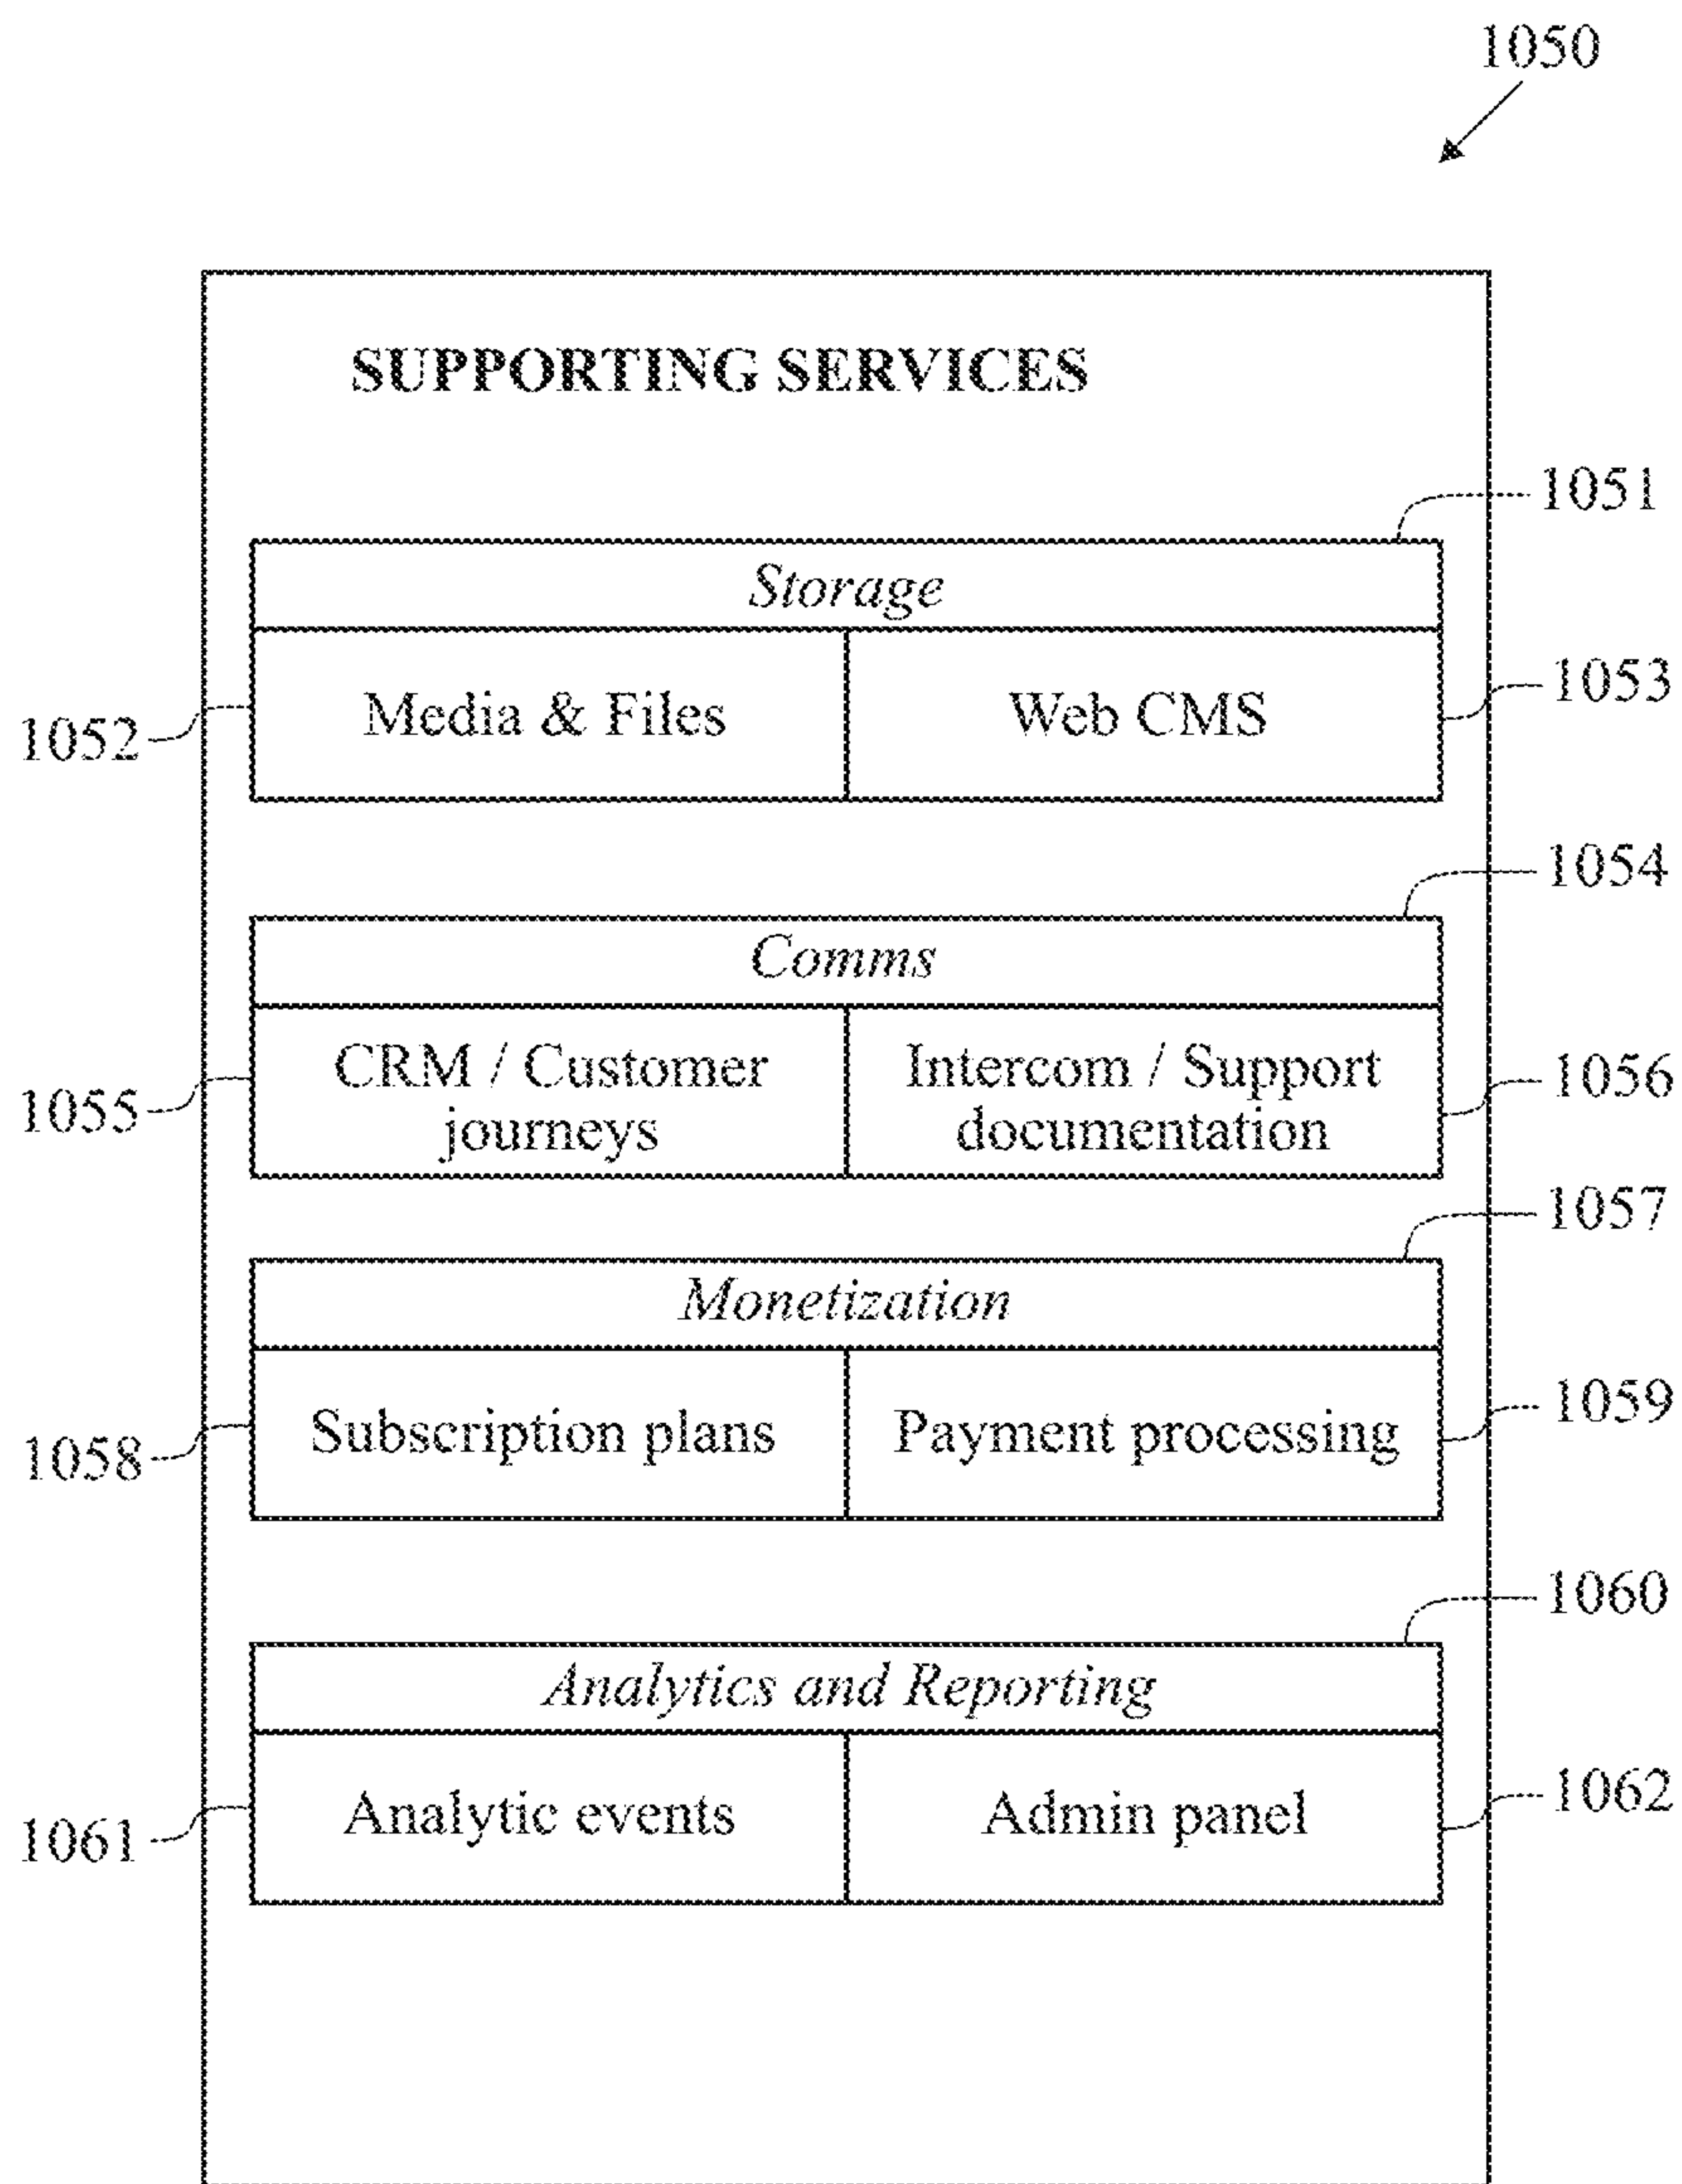 1050
SUPPORTING SERVICES
1051
Storage
Media & Files
Web CMS
1052
1053
1054
Comms
CRM / Customer
journeys
Intercom / Support
documentation
1055
1056
1057
Monetization
Subscription plans
Payment processing
1058
1059
1060
Analytics and Reporting
Analytic events
Admin panel
1061
1062